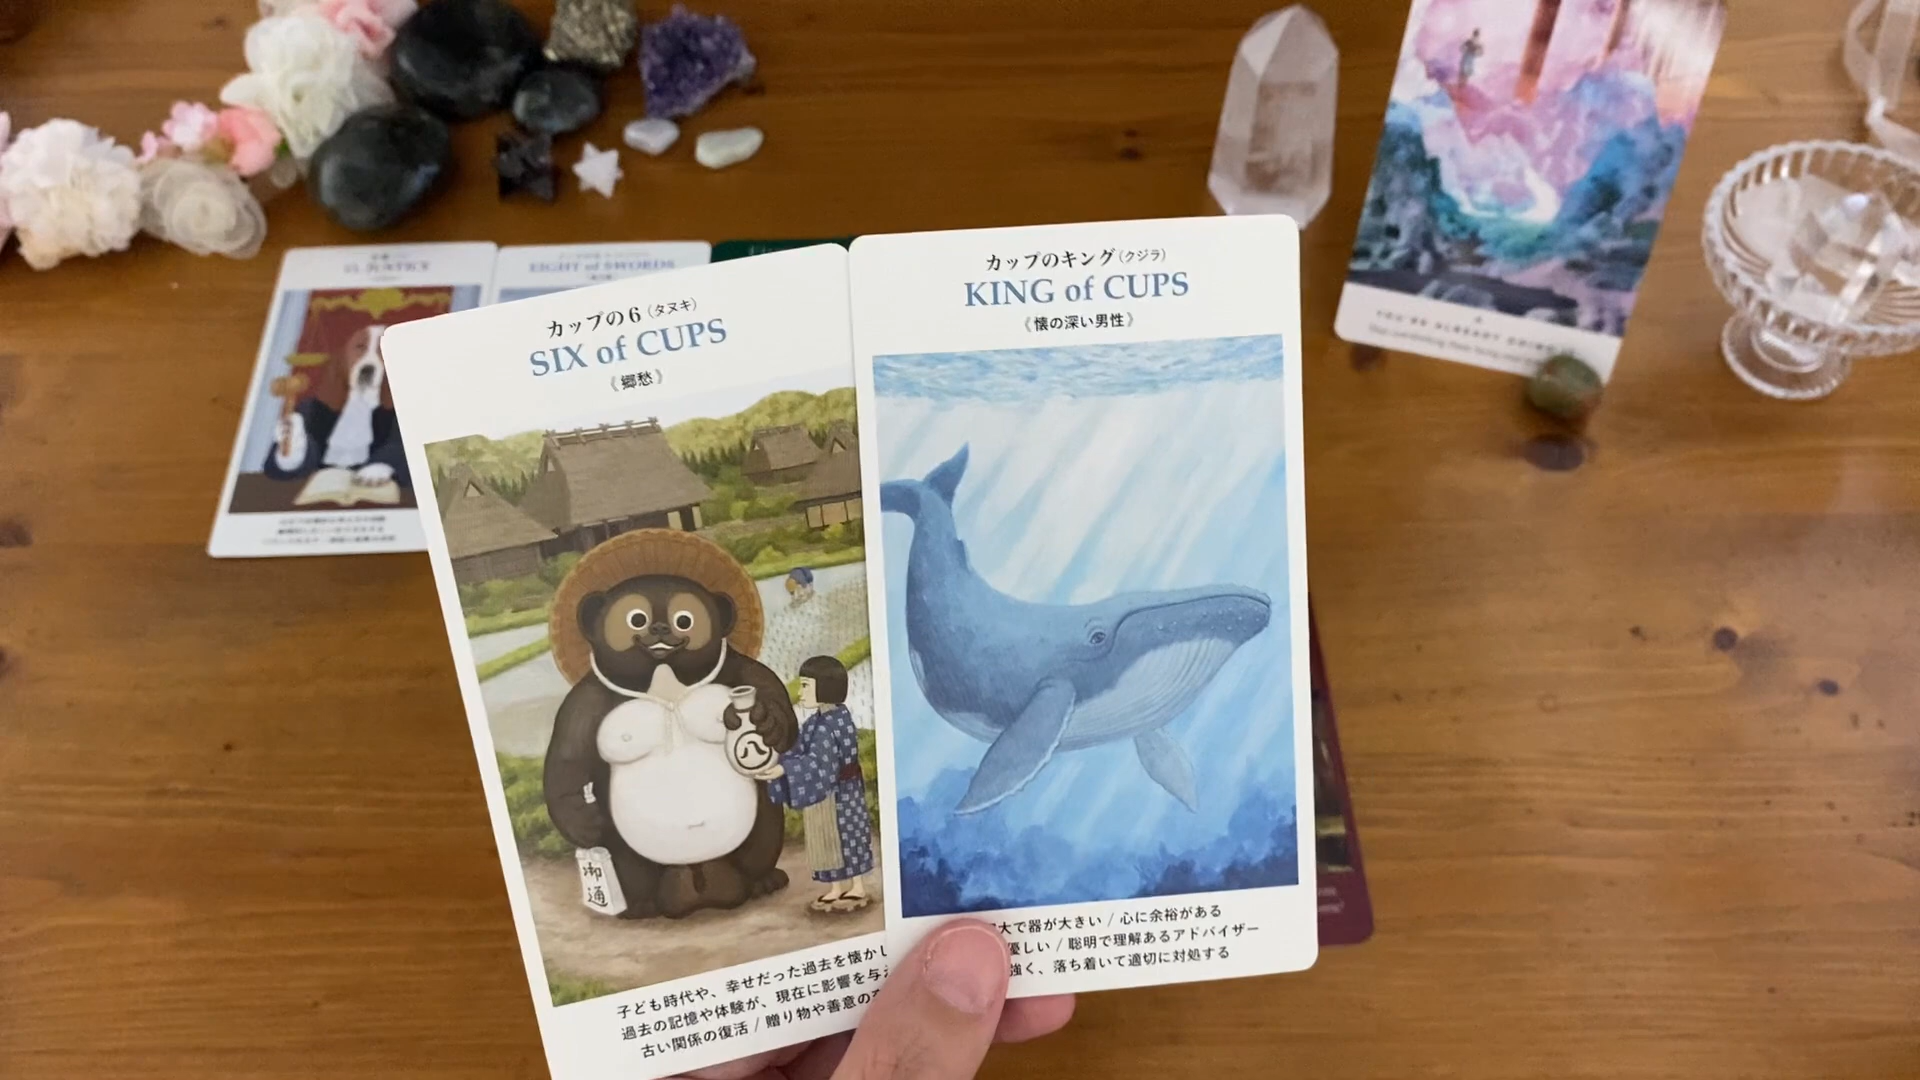 XI. JUSTICE
EIGHT of SWORDS
カップの6（タヌキ）
SIX of CUPS
《郷愁》
八
御
通
子ども時代や、幸せだった過去を懐かし
過去の記憶や体験が、現在に影響を与え
古い関係の復活 / 贈り物や善意の
カップのキング（クジラ）
KING of CUPS
《懐の深い男性》
大で器が大きい / 心に余裕がある
優しい / 聡明で理解あるアドバイザー
強く、落ち着いて適切に対処する
YOU'RE ALREADY